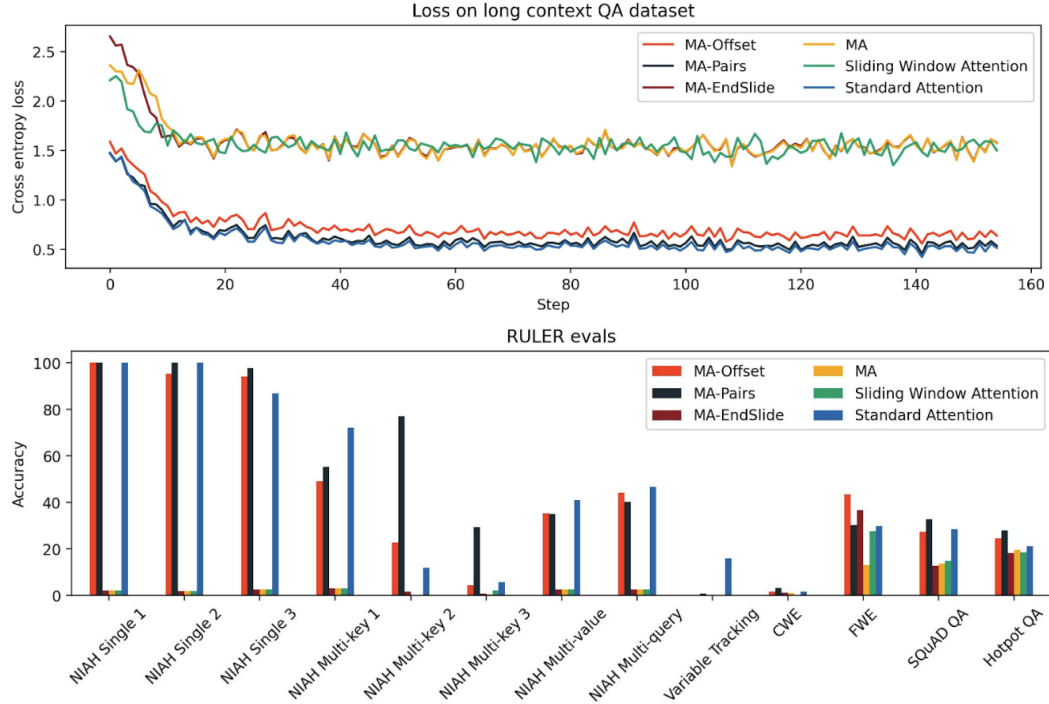 Loss on long context QA dataset
Cross entropy loss
2.5
2.0
1.5
1.0
0.5
MA-Offset
MA-Pairs
MA-EndSlide
MA
Sliding Window Attention
Standard Attention
0 20 40 60 80 100 120 140 160
Step
RULER evals
Accuracy
100
80
60
40
20
0
MA-Offset
MA-Pairs
MA-EndSlide
MA
Sliding Window Attention
Standard Attention
NIAH Single 1
NIAH Single 2
NIAH Single 3
NIAH Multi-key 1
NIAH Multi-key 2
NIAH Multi-key 3
NIAH Multi-value
NIAH Multi-query
Variable Tracking
CWE
FWE
SQuAD QA
Hotpot QA